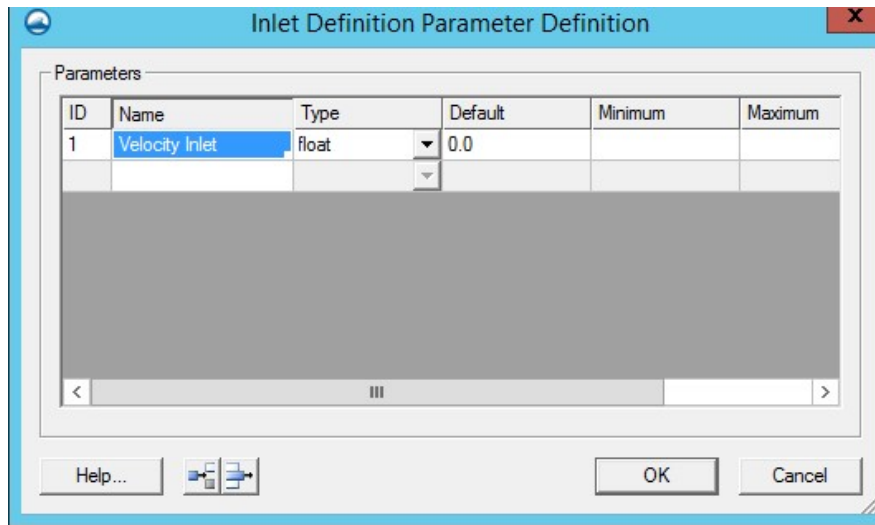 Inlet Definition Parameter Definition
x
Parameters
ID Name Type Default Minimum Maximum
1 Velocity Inlet float 0.0
Help... OK Cancel